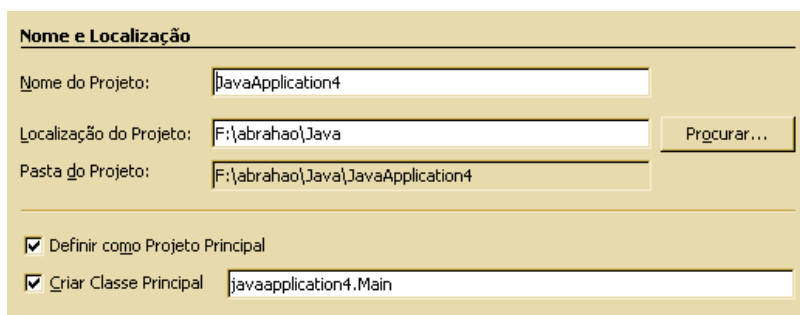 Nome e Localização
Nome do Projeto: JavaApplication4
Localização do Projeto: F:\abrahao\Java Procurar...
Pasta do Projeto: F:\abrahao\Java\JavaApplication4
Definir como Projeto Principal
Criar Classe Principal javaapplication4.Main